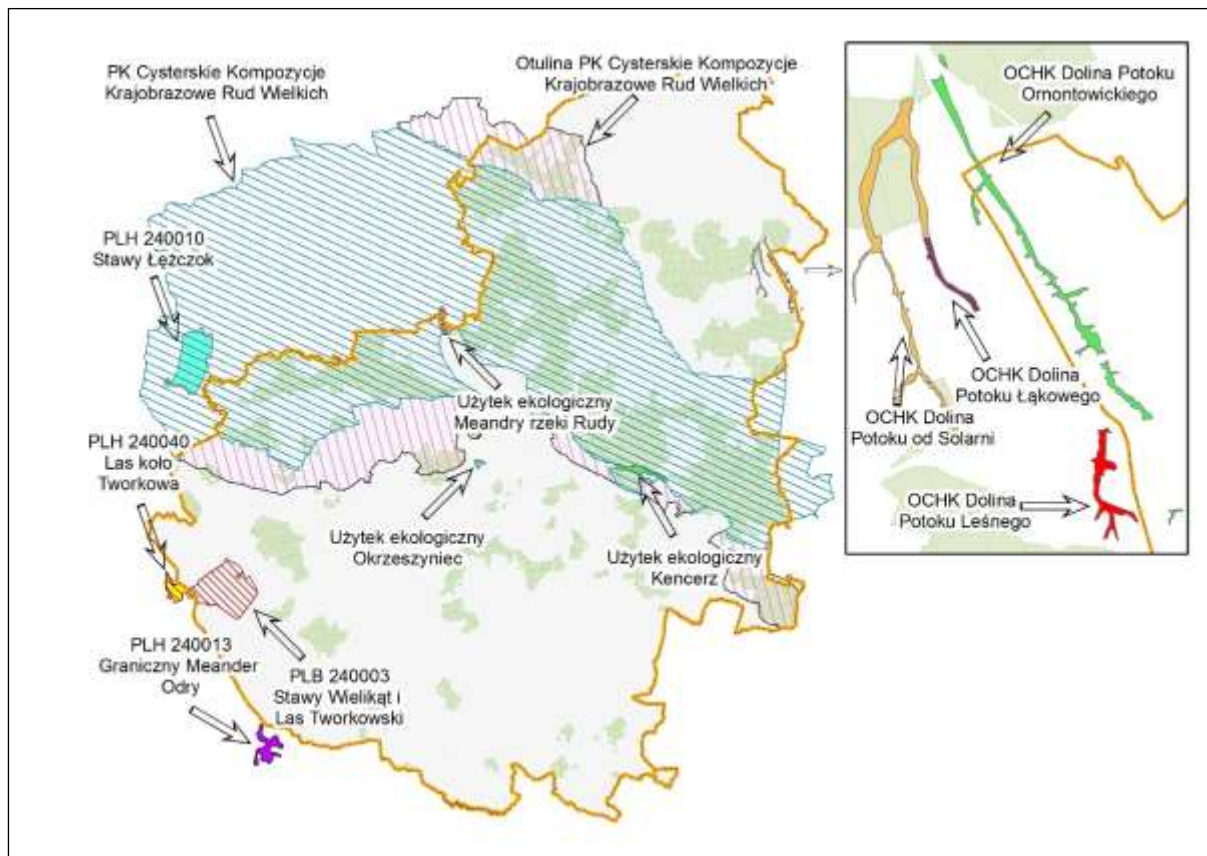 PK Cysterskie Kompozycje
Krajobrazowe Rud Wielkich
Otulina PK Cysterskie Kompozycje
Krajobrazowe Rud Wielkich
PLH 240010
Stawy Łężczok
Użytek ekologiczny
Meandry rzeki Rudy
PLH 240040
Las koło
Tworkowa
Użytek ekologiczny
Okrzeszyniec
Użytek ekologiczny
Kencerz
PLH 240013
Graniczny Meander
Odry
PLB 240003
Stawy Wielikąt i
Las Tworkowski
OCHK Dolina Potoku
Ornontowickiego
OCHK Dolina
Potoku Łąkowego
OCHK Dolina
Potoku od Solarni
OCHK Dolina
Potoku Leśnego